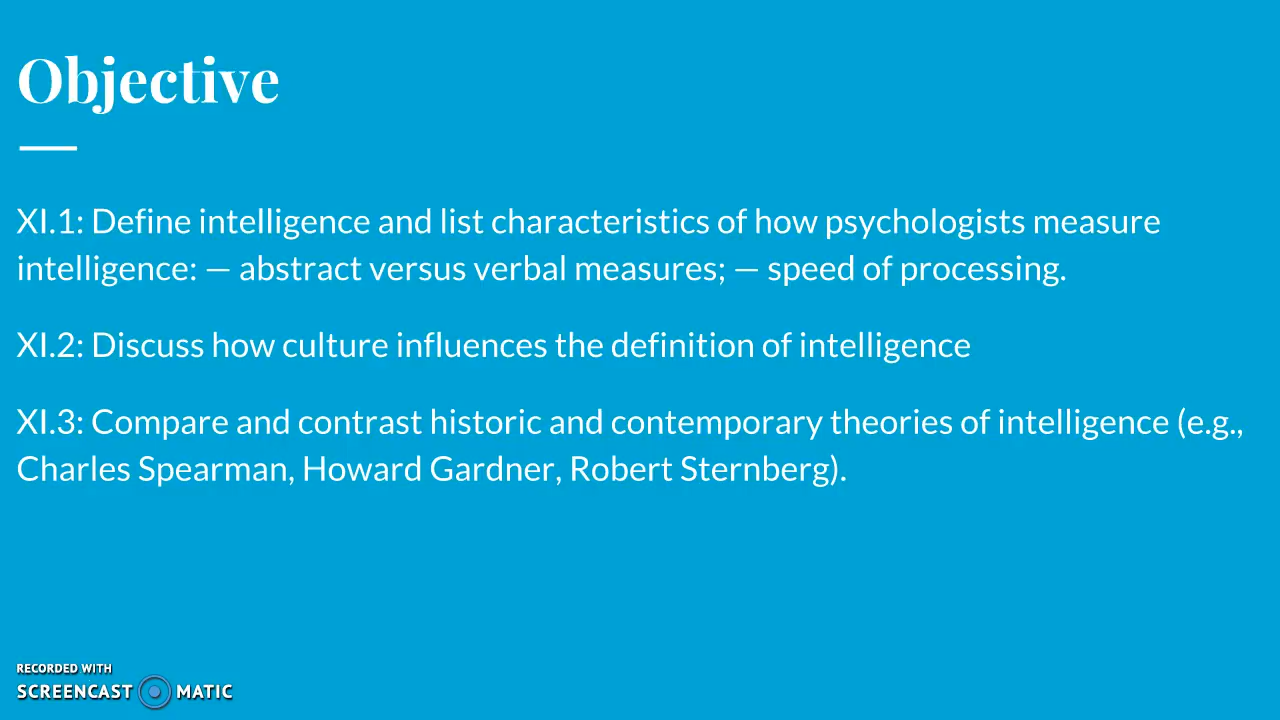 Objective
XI.1: Define intelligence and list characteristics of how psychologists measure
intelligence: — abstract versus verbal measures; — speed of processing.
XI.2: Discuss how culture influences the definition of intelligence
XI.3: Compare and contrast historic and contemporary theories of intelligence (e.g.,
Charles Spearman, Howard Gardner, Robert Sternberg).
RECORDED WITH
SCREENCAST MATIC